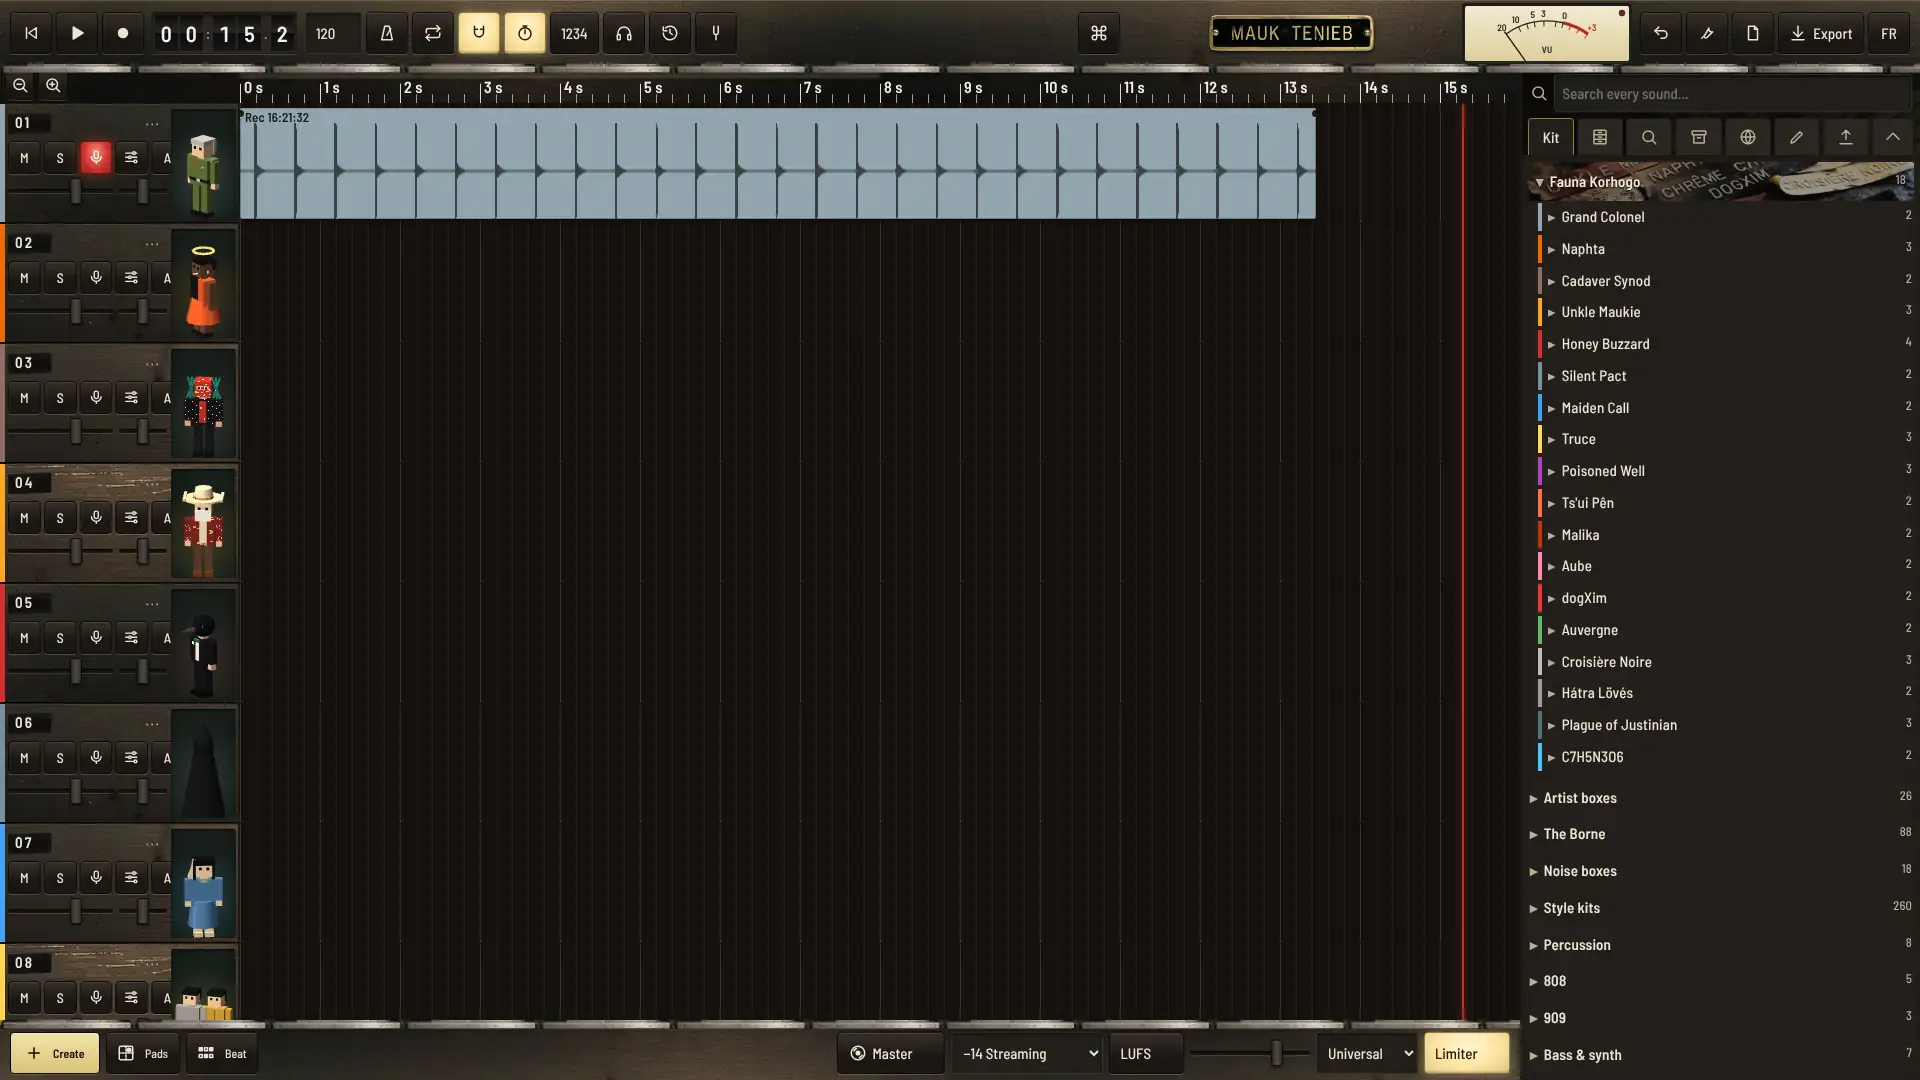 00:15.2
120
1234
MAUK TENIEB
20 10 5 3 0 +3
VU
Export
FR
0 s 1 s 2 s 3 s 4 s 5 s 6 s 7 s 8 s 9 s 10 s 11 s 12 s 13 s 14 s 15 s
Search every sound...
Rec 16:21:32
01
M S A
02
M S A
03
M S A
04
M S A
05
M S A
06
M S A
07
M S A
08
M S A
Kit
Fauna Korhogo 18
Grand Colonel 2
Naphta 3
Cadaver Synod 2
Unkle Maukie 3
Honey Buzzard 4
Silent Pact 2
Maiden Call 2
Truce 3
Poisoned Well 3
Ts'ui Pên 2
Malika 2
Aube 2
dogXim 2
Auvergne 2
Croisière Noire 3
Hátra Lövés 2
Plague of Justinian 3
C7H5N3O6 2
Artist boxes 26
The Borne 88
Noise boxes 18
Style kits 260
Percussion 8
808 5
909 3
Bass & synth 7
Create
Pads
Beat
Master
−14 Streaming
LUFS
Universal
Limiter